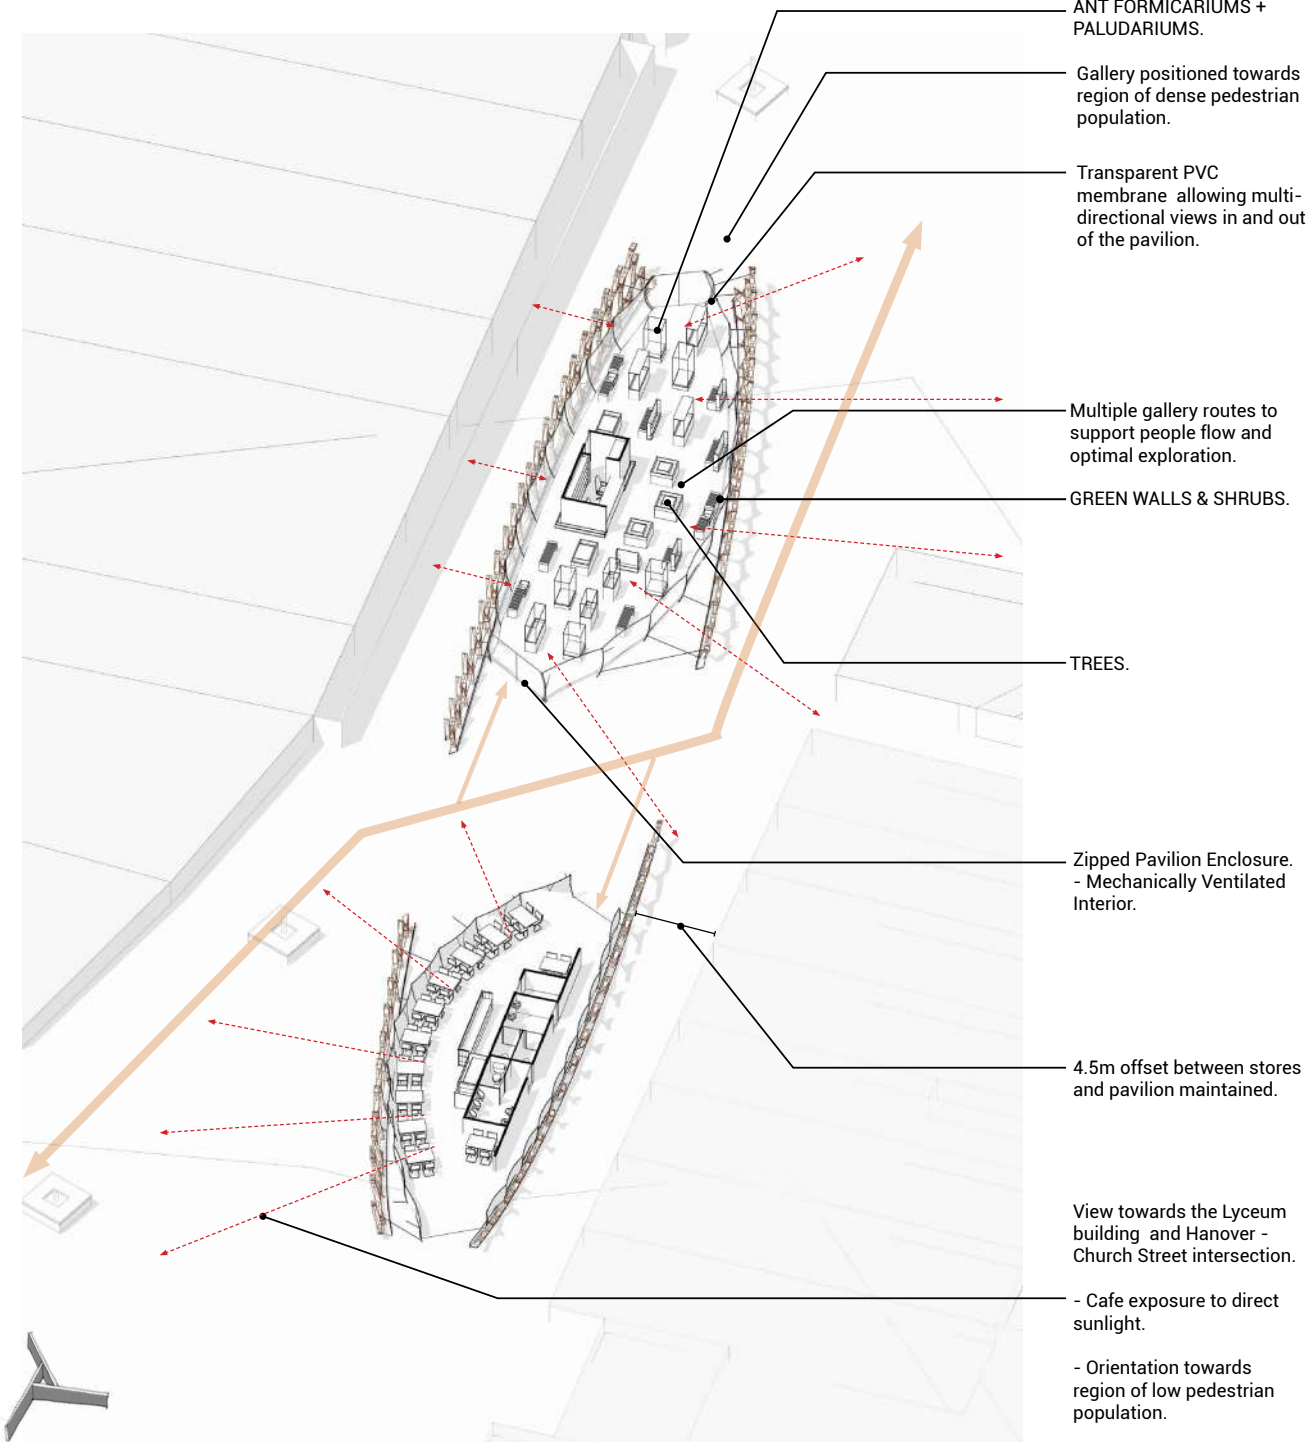 ANT FORMICARIUMS +
PALUDARIUMS.
Gallery positioned towards
region of dense pedestrian
population.
Transparent PVC
membrane allowing multi-
directional views in and out
of the pavilion.
Multiple gallery routes to
support people flow and
optimal exploration.
GREEN WALLS & SHRUBS.
TREES.
Zipped Pavilion Enclosure.
- Mechanically Ventilated
Interior.
4.5m offset between stores
and pavilion maintained.
View towards the Lyceum
building and Hanover -
Church Street intersection.
- Cafe exposure to direct
sunlight.
- Orientation towards
region of low pedestrian
population.